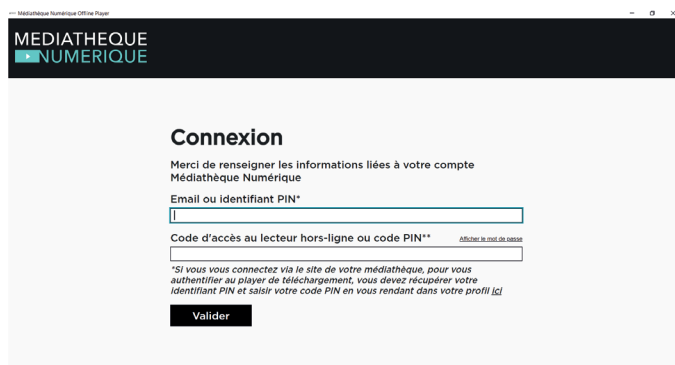 Médiathèque Numérique Offline Player
MEDIATHEQUE
NUMERIQUE
Connexion
Merci de renseigner les informations liées à votre compte
Médiathèque Numérique
Email ou identifiant PIN*
Code d'accès au lecteur hors-ligne ou code PIN**
Afficher le mot de passe
*Si vous vous connectez via le site de votre médiathèque, pour vous
authentifier au player de téléchargement, vous devez récupérer votre
identifiant PIN et saisir votre code PIN en vous rendant dans votre profil ici
Valider